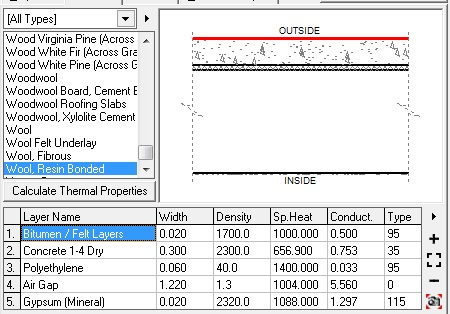 [All Types]
Wood Virginia Pine (Across
Wood White Fir (Across Gra
Wood White Pine (Across G
Woodwool
Woodwool Board, Cement B
Woodwool Roofing Slabs
Woodwool, Xylolite Cement
Wool
Wool Felt Underlay
Wool, Fibrous
Wool, Resin Bonded
Calculate Thermal Properties
OUTSIDE
INSIDE
Layer Name Width Density Sp.Heat Conduct. Type
1. Bitumen / Felt Layers 0.020 1700.0 1000.000 0.500 95
2. Concrete 1-4 Dry 0.300 2300.0 656.900 0.753 35
3. Polyethylene 0.060 40.0 1400.000 0.033 95
4. Air Gap 1.220 1.3 1004.000 5.560 0
5. Gypsum (Mineral) 0.020 2320.0 1088.000 1.297 115